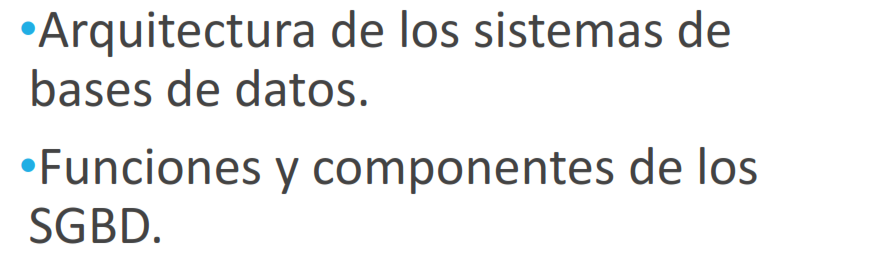 •Arquitectura de los sistemas de
bases de datos.
•Funciones y componentes de los
SGBD.